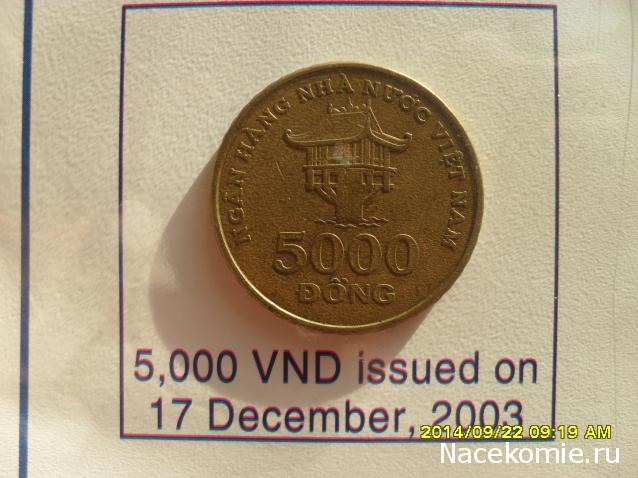 NGÂN HÀNG NHÀ NƯỚC VIỆT NAM
5000
ĐỒNG
5,000 VND issued on
17 December, 2003
2014/09/22 09:19 AM
Nacekomie.ru